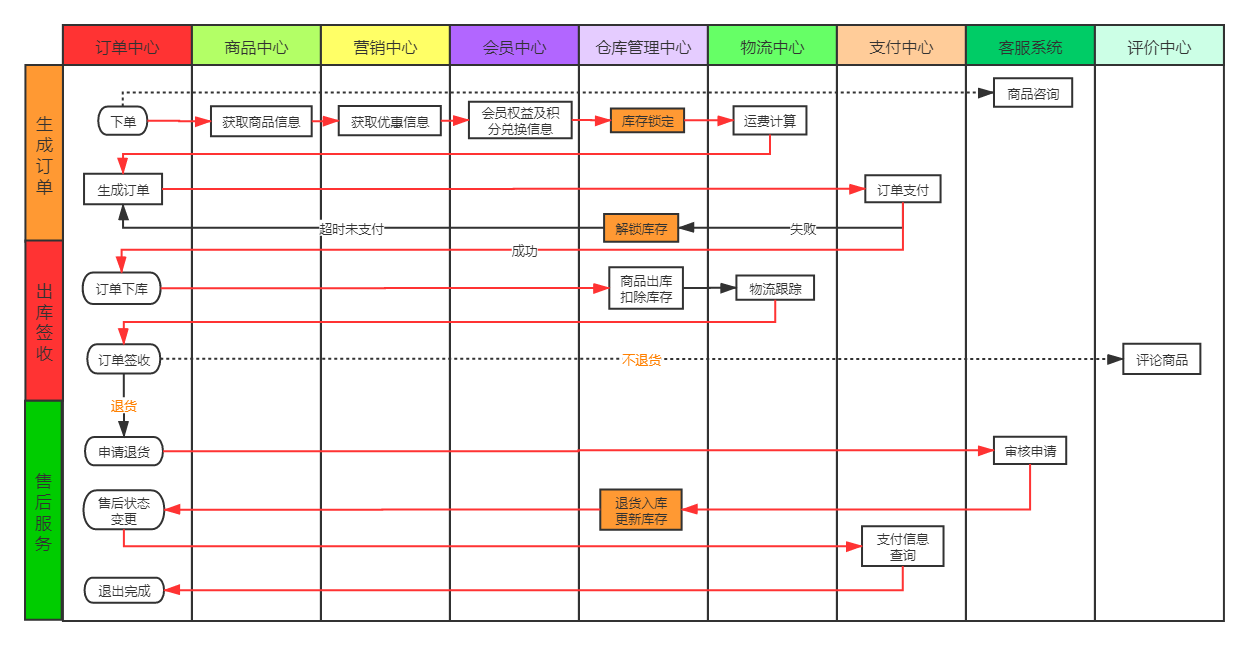 订单中心
商品中心
营销中心
会员中心
仓库管理中心
物流中心
支付中心
客服系统
评价中心
生成订单
商品咨询
下单
获取商品信息
获取优惠信息
会员权益及积
分兑换信息
库存锁定
运费计算
生成订单
订单支付
超时未支付
解锁库存
失败
成功
出库签收
订单下库
商品出库
扣除库存
物流跟踪
订单签收
不退货
评论商品
退货
售后服务
申请退货
审核申请
售后状态
变更
退货入库
更新库存
支付信息
查询
退出完成